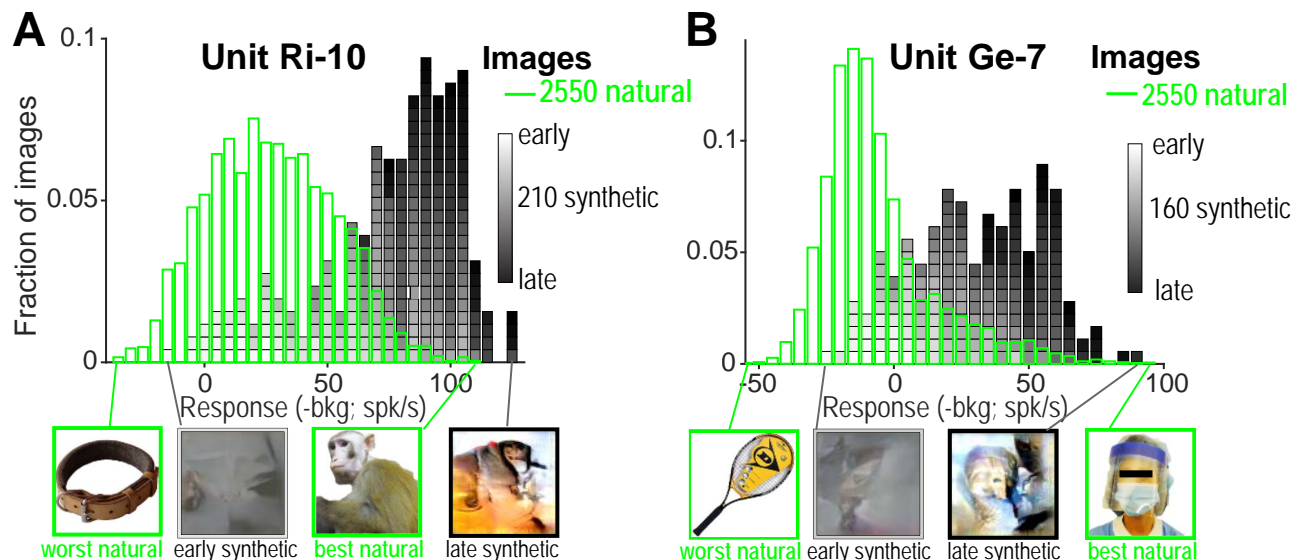 A
Unit Ri-10
Images
2550 natural
early
210 synthetic
late
Fraction of images
0.1
0.05
0
0
50
100
Response (-bkg; spk/s)
worst natural
early synthetic
best natural
late synthetic
B
Unit Ge-7
Images
2550 natural
early
160 synthetic
late
0.1
0.05
0
-50
0
50
100
Response (-bkg; spk/s)
worst natural
early synthetic
late synthetic
best natural